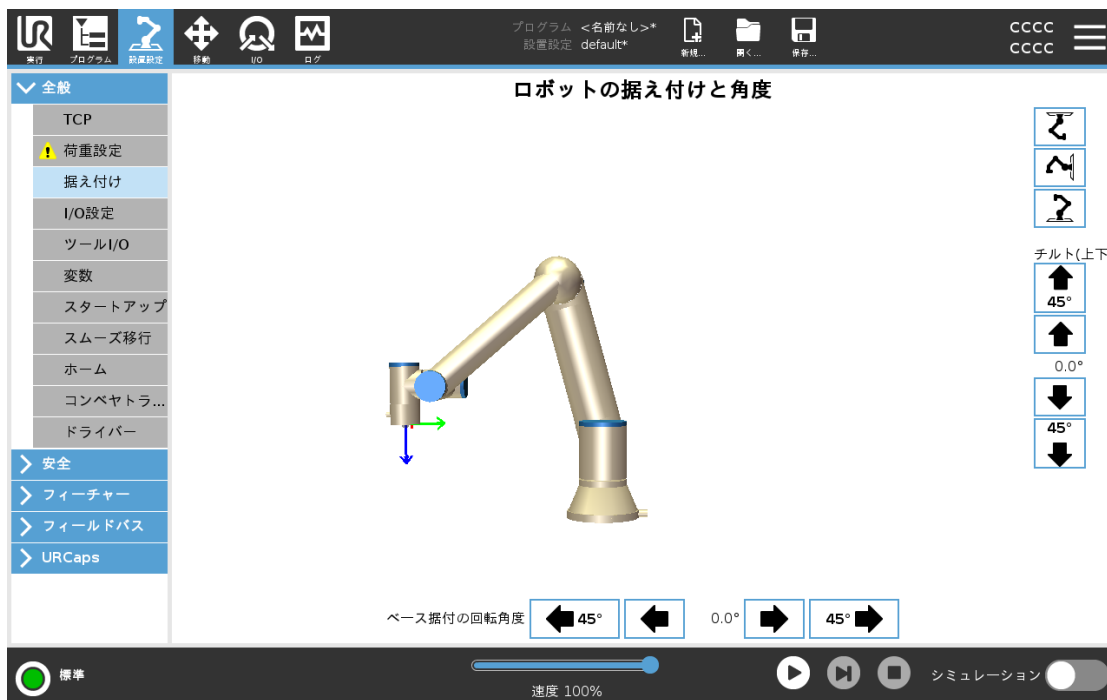 UR
実行
プログラム
設置設定
移動
I/O
ログ
プログラム <名前なし>*
設置設定 default*
新規...
開く...
保存...
CCCC
CCCC
全般
TCP
荷重設定
据え付け
I/O設定
ツールI/O
変数
スタートアップ
スムーズ移行
ホーム
コンベヤトラ...
ドライバー
安全
フィーチャー
フィールドバス
URCaps
ロボットの据え付けと角度
チルト(上下
45°
0.0°
45°
ベース据付の回転角度
45°
0.0°
45°
標準
速度 100%
シミュレーション